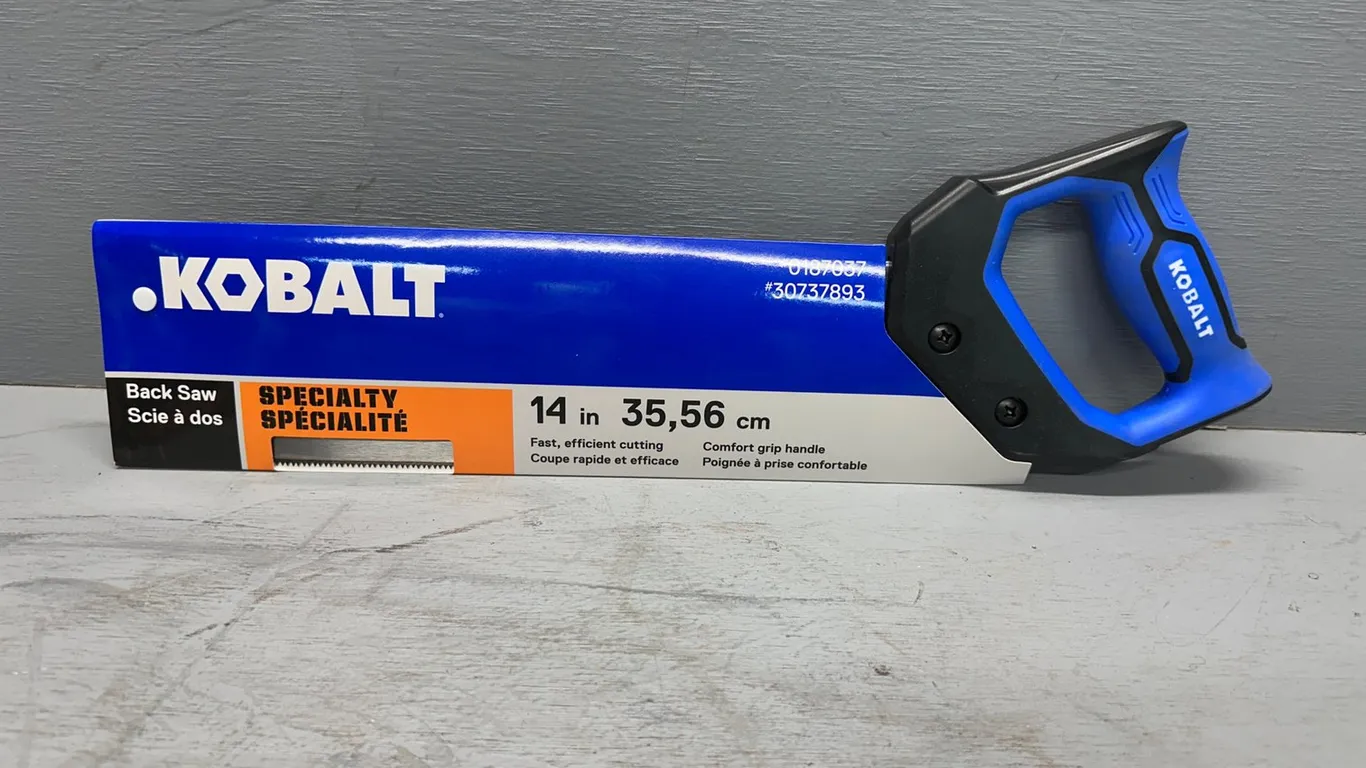 .KOBALT
0187037
#30737893
Back Saw
Scie à dos
SPECIALTY
SPÉCIALITÉ
14 in 35,56 cm
Fast, efficient cutting
Coupe rapide et efficace
Comfort grip handle
Poignée à prise confortable
KOBALT